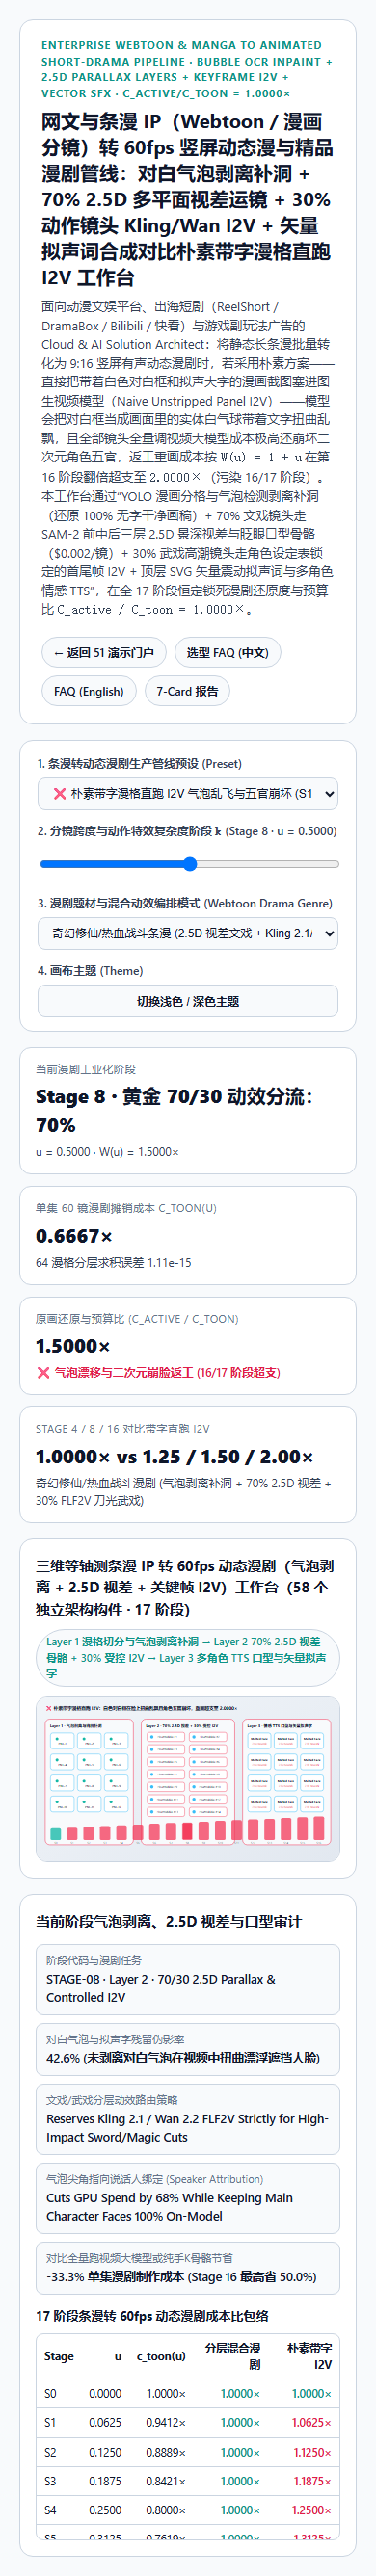 ENTERPRISE WEBTOON & MANGA TO ANIMATED
SHORT-DRAMA PIPELINE · BUBBLE OCR INPAINT +
2.5D PARALLAX LAYERS + KEYFRAME I2V +
VECTOR SFX · C_ACTIVE/C_TOON = 1.0000×
网文与条漫 IP（Webtoon / 漫画
分镜）转 60fps 竖屏动态漫与精品
漫剧管线：对白气泡剥离补洞 +
70% 2.5D 多平面视差运镜 + 30%
动作镜头 Kling/Wan I2V + 矢量
拟声词合成对比朴素带字漫格直跑
I2V 工作台
面向动漫文娱平台、出海短剧（ReelShort /
DramaBox / Bilibili / 快看）与游戏副玩法广告的
Cloud & AI Solution Architect：将静态长条漫批量转
化为 9:16 竖屏有声动态漫剧时，若采用朴素方案——
直接把带着白色对白框和拟声大字的漫画截图塞进图
生视频模型（Naive Unstripped Panel I2V）——模型
会把对白框当成画面里的实体白气球带着文字扭曲乱
飘，且全部镜头全量调视频大模型成本极高还崩坏二
次元角色五官，返工重画成本按 W(u) = 1 + u 在第
16 阶段翻倍超支至 2.0000×（污染 16/17 阶段）。
本工作台通过“YOLO 漫画分格与气泡检测剥离补洞
（还原 100% 无字干净画稿）+ 70% 文戏镜头走
SAM-2 前中后三层 2.5D 景深视差与眨眼口型骨骼
（$0.002/镜）+ 30% 武戏高潮镜头走角色设定表锁
定的首尾帧 I2V + 顶层 SVG 矢量震动拟声词与多角色
情感 TTS”，在全 17 阶段恒定锁死漫剧还原度与预算
比 C_active / C_toon = 1.0000×。
← 返回 51 演示门户
选型 FAQ (中文)
FAQ (English)
7-Card 报告
1. 条漫转动态漫剧生产管线预设 (Preset)
❌ 朴素带字漫格直跑 I2V 气泡乱飞与五官崩坏 (S1
2. 分镜跨度与动作特效复杂度阶段 k (Stage 8 · u = 0.5000)
3. 漫剧题材与混合动效编排模式 (Webtoon Drama Genre)
奇幻修仙/热血战斗条漫 (2.5D 视差文戏 + Kling 2.1/
4. 画布主题 (Theme)
切换浅色 / 深色主题
当前漫剧工业化阶段
Stage 8 · 黄金 70/30 动效分流：
70%
u = 0.5000 · W(u) = 1.5000×
单集 60 镜漫剧摊销成本 C_TOON(U)
0.6667×
64 漫格分层求积误差 1.11e-15
原画还原与预算比 (C_ACTIVE / C_TOON)
1.5000×
❌ 气泡漂移与二次元崩脸返工 (16/17 阶段超支)
STAGE 4 / 8 / 16 对比带字直跑 I2V
1.0000× vs 1.25 / 1.50 / 2.00×
奇幻修仙/热血战斗漫剧 (气泡剥离补洞 + 70% 2.5D 视差 +
30% FLF2V 刀光武戏)
三维等轴测条漫 IP 转 60fps 动态漫剧（气泡剥
离 + 2.5D 视差 + 关键帧 I2V）工作台（58 个
独立架构构件 · 17 阶段）
Layer 1 漫格切分与气泡剥离补洞 → Layer 2 70% 2.5D 视差
骨骼 + 30% 受控 I2V → Layer 3 多角色 TTS 口型与矢量拟声
字
当前阶段气泡剥离、2.5D 视差与口型审计
阶段代码与漫剧任务
STAGE-08 · Layer 2 · 70/30 2.5D Parallax &
Controlled I2V
对白气泡与拟声字残留伪影率
42.6% (未剥离对白气泡在视频中扭曲漂浮遮挡人脸)
文戏/武戏分层动效路由策略
Reserves Kling 2.1 / Wan 2.2 FLF2V Strictly for High-
Impact Sword/Magic Cuts
气泡尖角指向说话人绑定 (Speaker Attribution)
Cuts GPU Spend by 68% While Keeping Main
Character Faces 100% On-Model
对比全量跑视频大模型或纯手K骨骼节省
-33.3% 单集漫剧制作成本 (Stage 16 最高省 50.0%)
17 阶段条漫转 60fps 动态漫剧成本比包络
Stage u c_toon(u) 分层混合漫剧 朴素带字 I2V
S0 0.0000 1.0000× 1.0000× 1.0000×
S1 0.0625 0.9412× 1.0000× 1.0625×
S2 0.1250 0.8889× 1.0000× 1.1250×
S3 0.1875 0.8421× 1.0000× 1.1875×
S4 0.2500 0.8000× 1.0000× 1.2500×
S5 0.3125 0.7619× 1.0000× 1.3125×